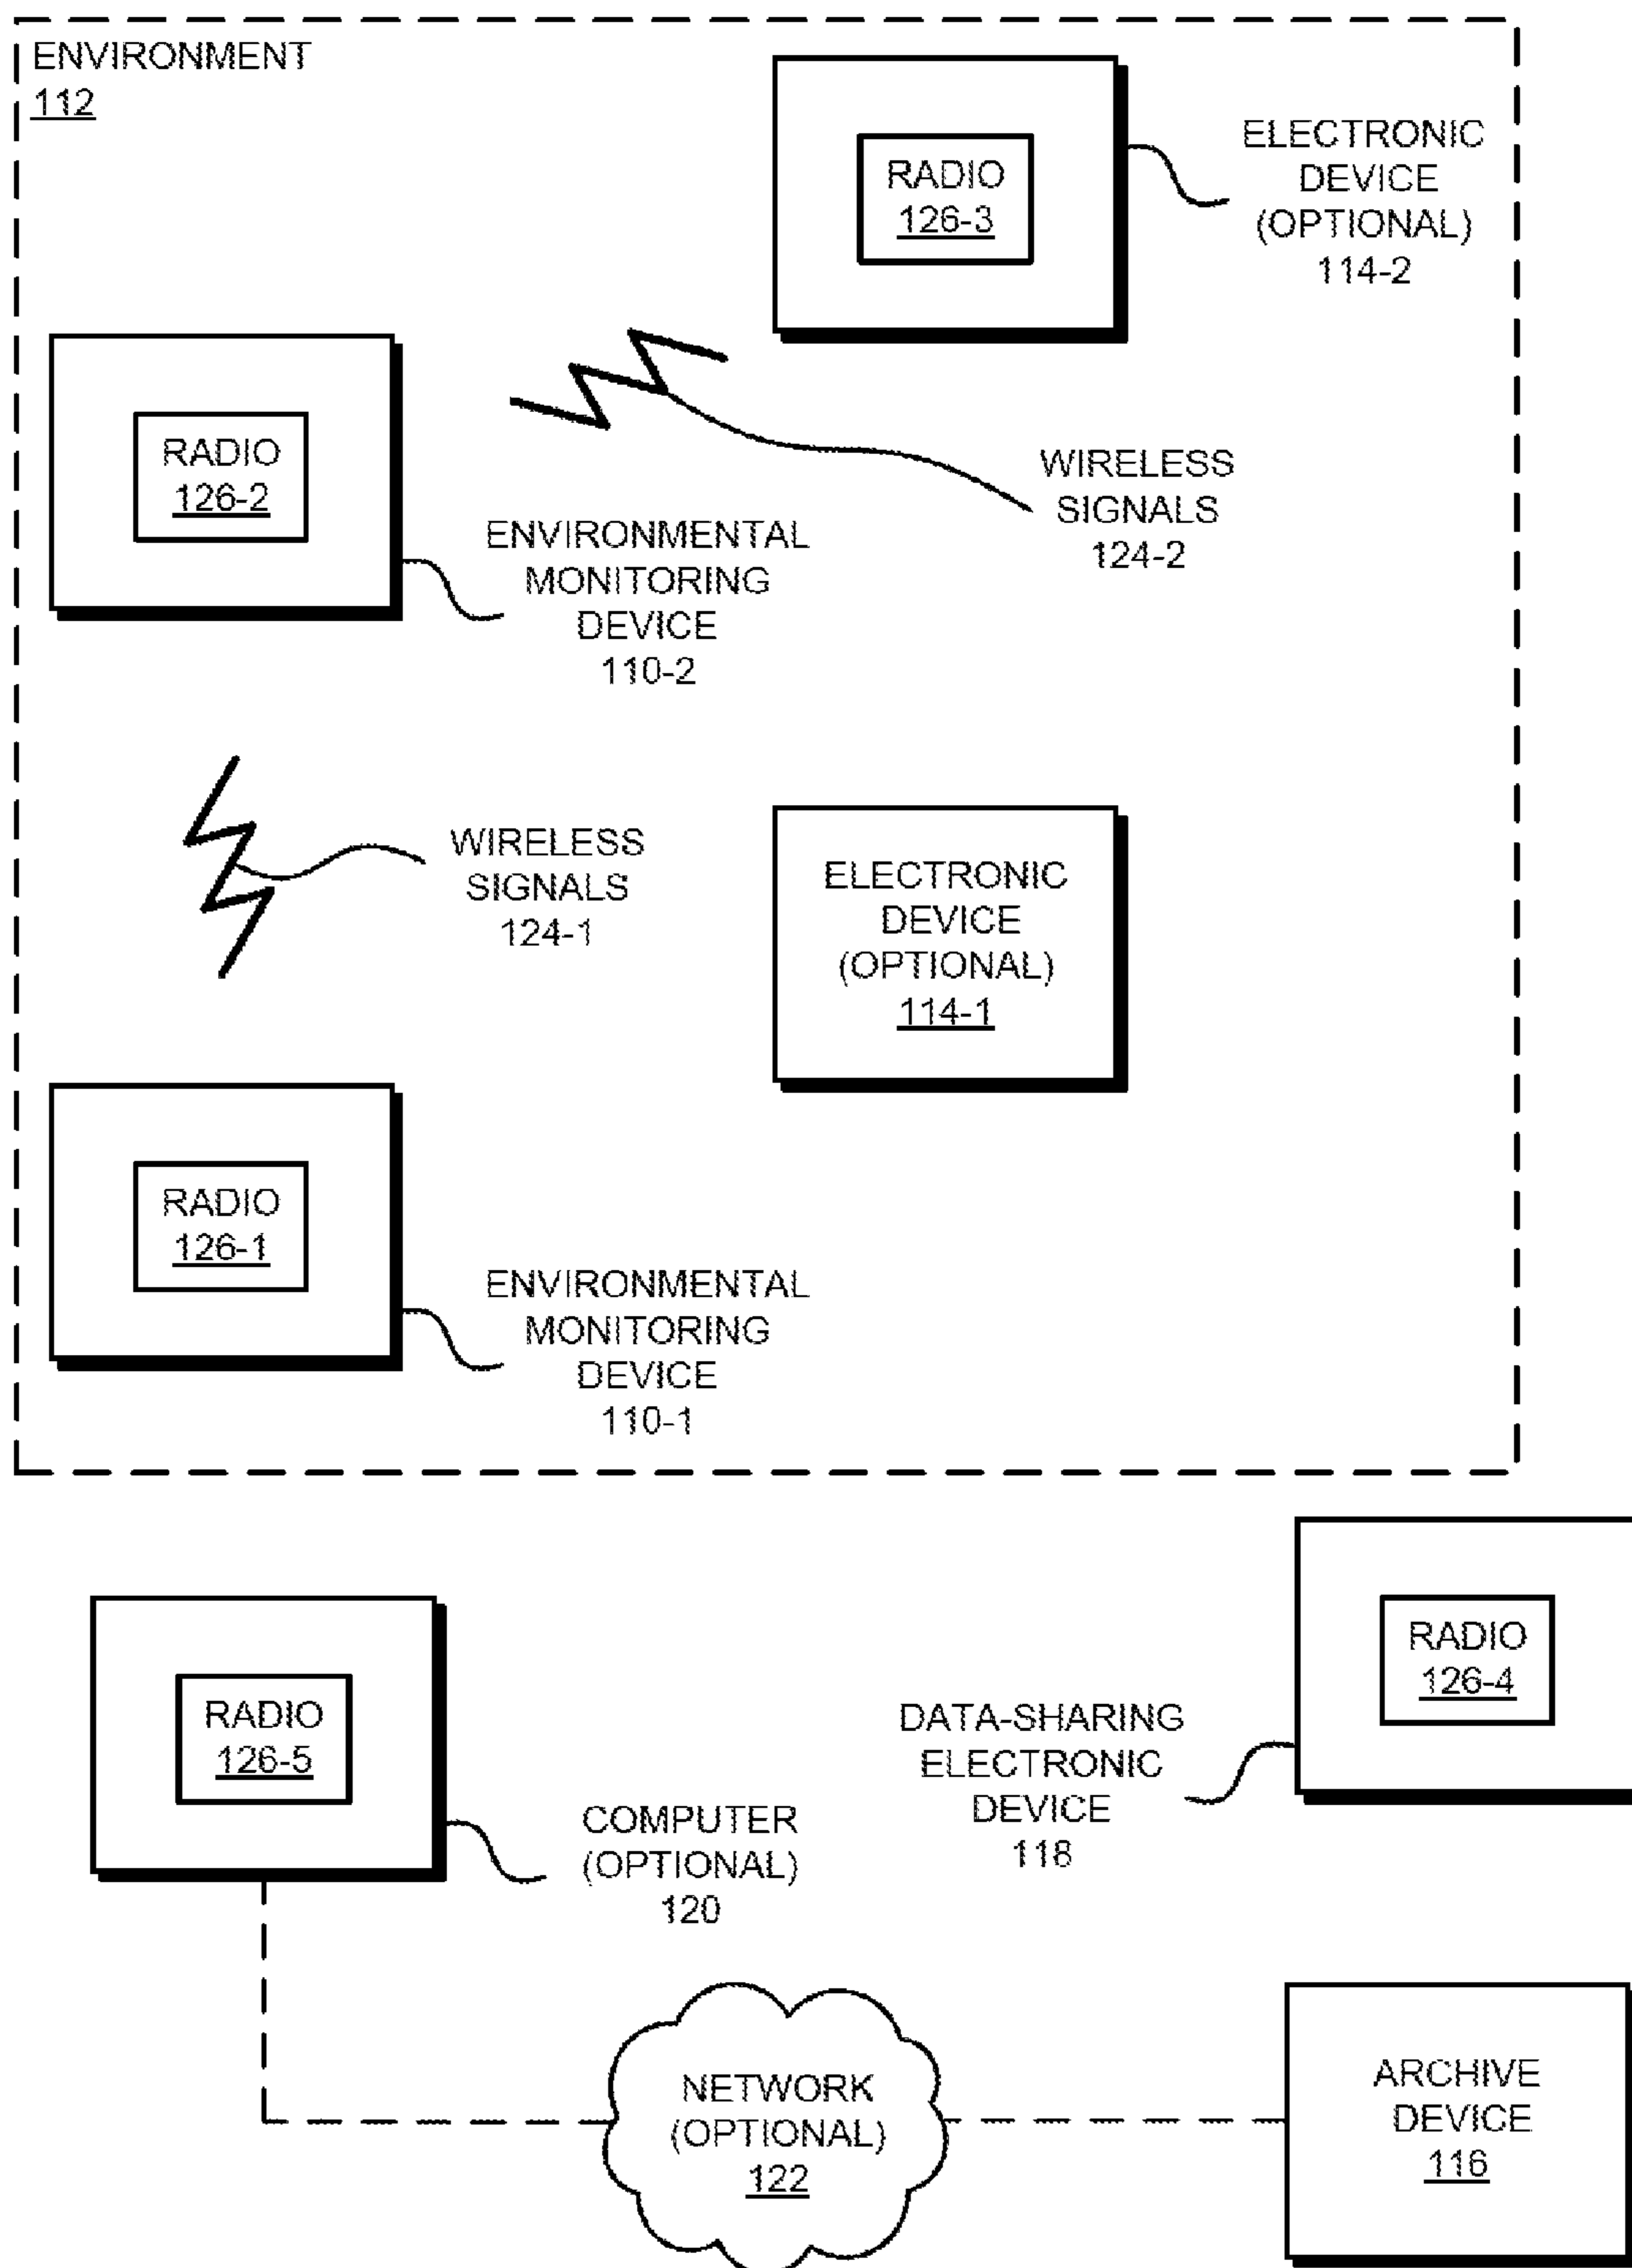 ENVIRONMENT
112
RADIO
126-3
ELECTRONIC
DEVICE
(OPTIONAL)
114-2
RADIO
126-2
WIRELESS
SIGNALS
124-2
ENVIRONMENTAL
MONITORING
DEVICE
110-2
WIRELESS
SIGNALS
124-1
ELECTRONIC
DEVICE
(OPTIONAL)
114-1
RADIO
126-1
ENVIRONMENTAL
MONITORING
DEVICE
110-1
RADIO
126-4
RADIO
126-5
DATA-SHARING
ELECTRONIC
DEVICE
118
COMPUTER
(OPTIONAL)
120
NETWORK
(OPTIONAL)
122
ARCHIVE
DEVICE
116